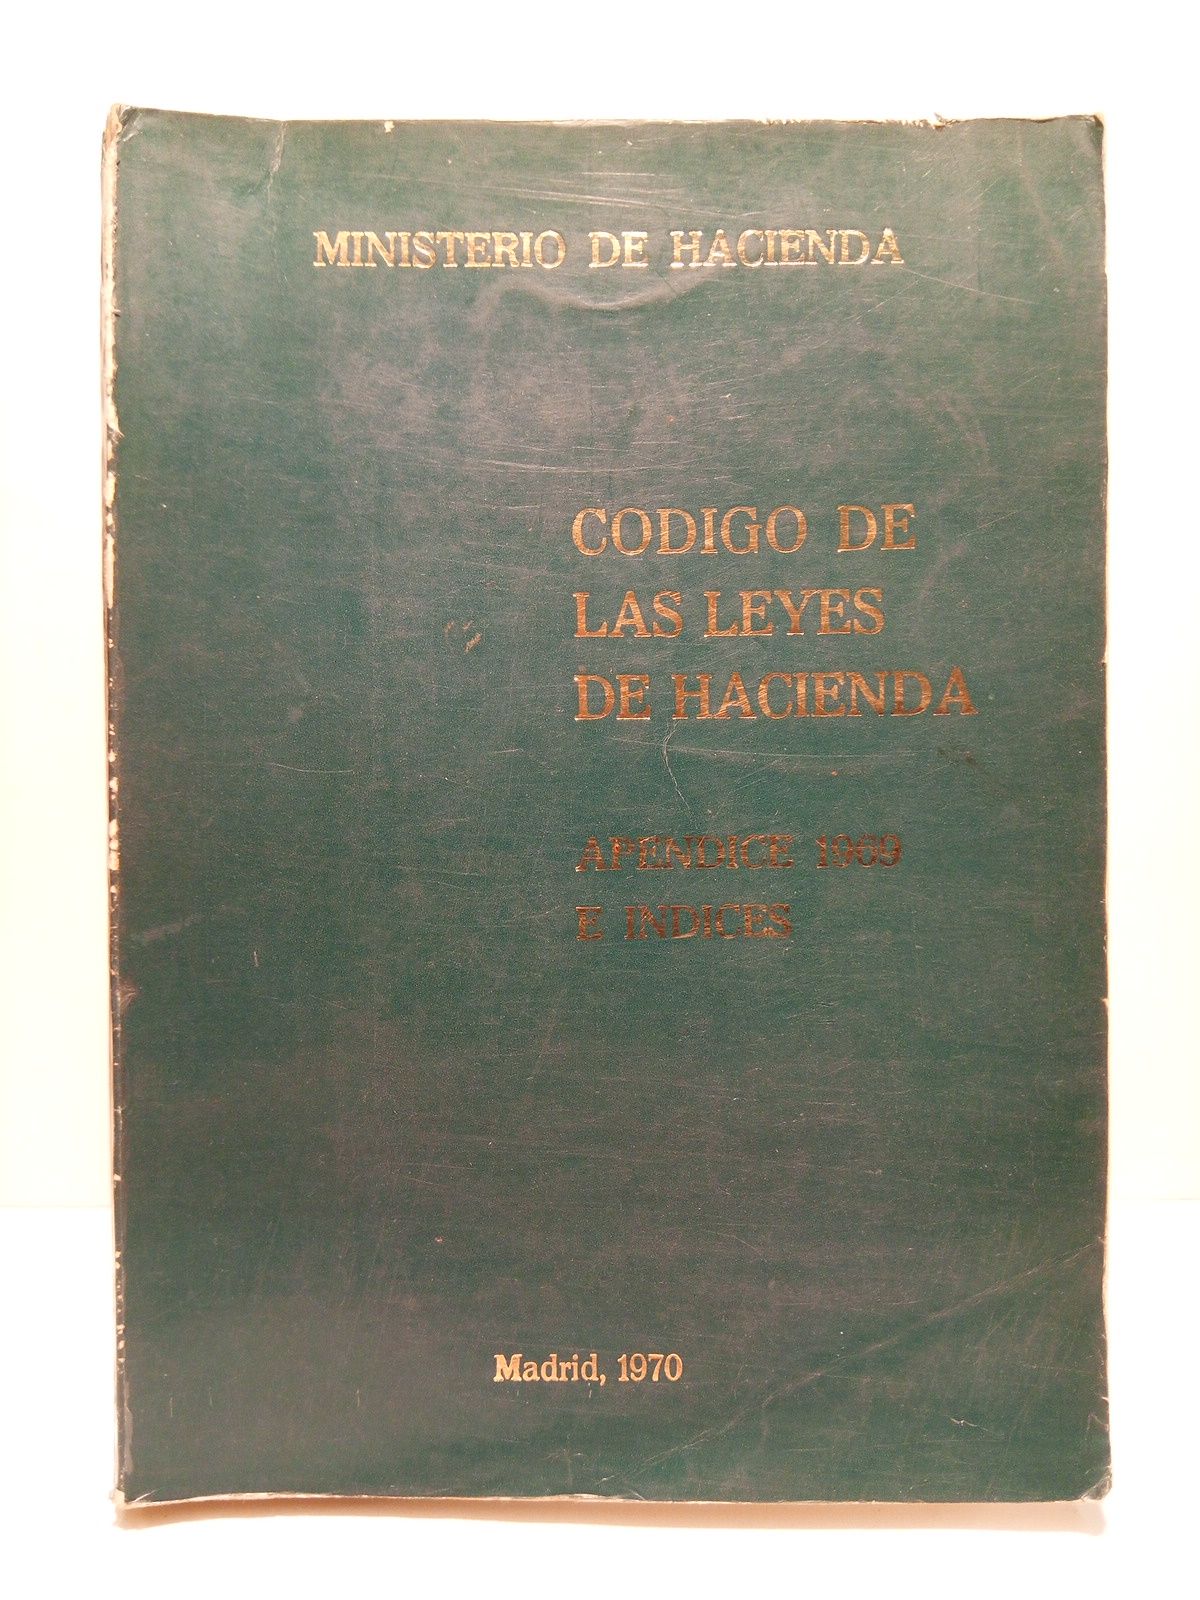 MINISTERIO DE HACIENDA
CODIGO DE
LAS LEYES
DE HACIENDA
APENDICE 1969
E INDICES
Madrid, 1970